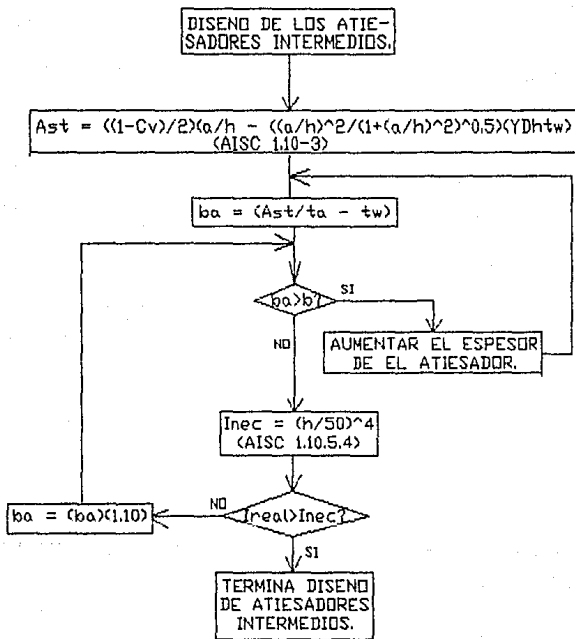 DISENO DE LOS ATIE-
SADORES INTERMEDIOS.
Ast = ((1-Cv)/2)(a/h - ((a/h)^2/(1+(a/h)^2)^0.5)(YDhtw)
(AISC 1.10-3)
ba = (Ast/ta - tw)
ba>b?
SI
NO
AUMENTAR EL ESPESOR
DE EL ATIESADOR.
Inec = (h/50)^4
(AISC 1.10.5.4)
Ireal>Inec?
NO
ba = (ba)(1.10)
SI
TERMINA DISENO
DE ATIESADORES
INTERMEDIOS.